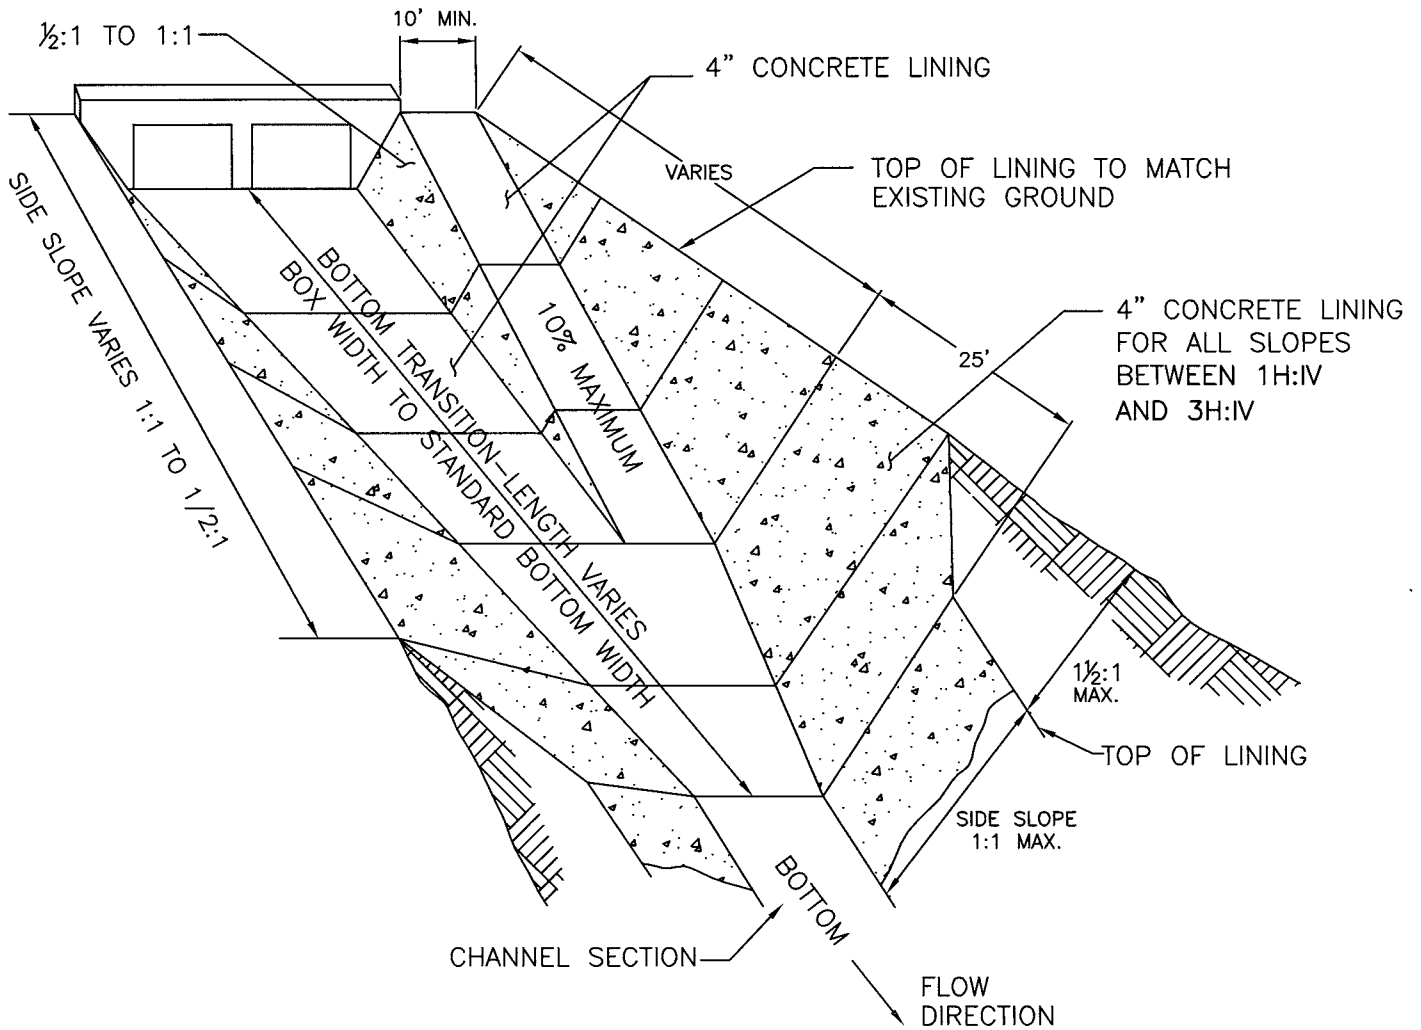 ½:1 TO 1:1
10' MIN.
4" CONCRETE LINING
VARIES
TOP OF LINING TO MATCH
EXISTING GROUND
SIDE SLOPE VARIES 1:1 TO 1/2:1
BOTTOM TRANSITION-LENGTH VARIES
BOX WIDTH TO STANDARD BOTTOM WIDTH
10% MAXIMUM
25'
4" CONCRETE LINING
FOR ALL SLOPES
BETWEEN 1H:IV
AND 3H:IV
1½:1
MAX.
TOP OF LINING
SIDE SLOPE
1:1 MAX.
BOTTOM
CHANNEL SECTION
FLOW
DIRECTION